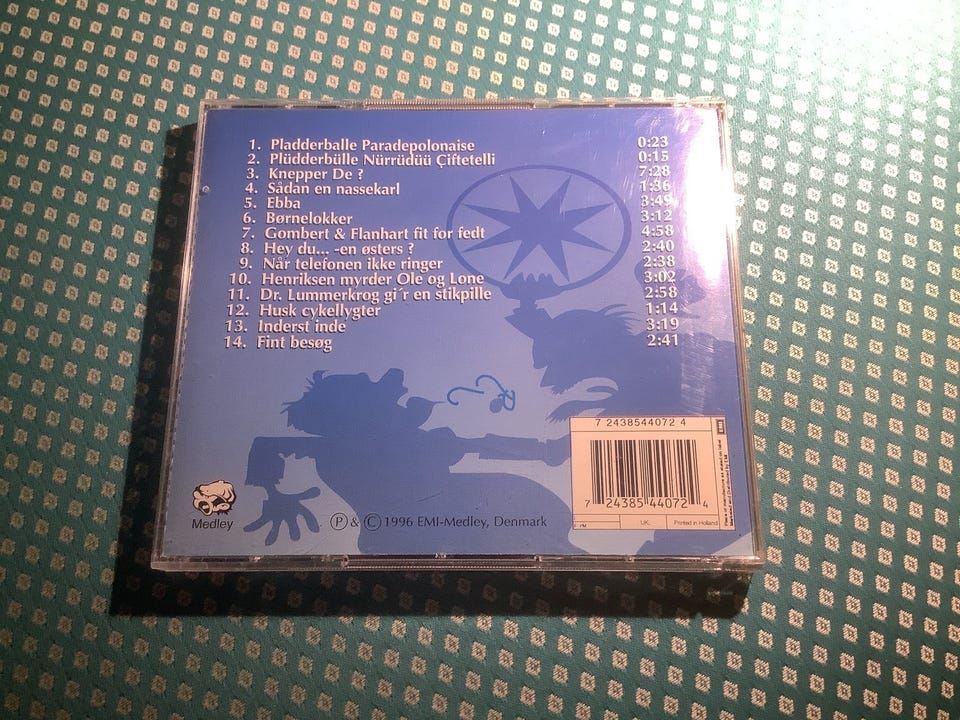 1. Pladderballe Paradepolonaise 0:23
2. Plüdderbülle Nürrüdüü Çiftetelli 0:15
3. Knepper De ? 7:28
4. Sådan en nassekarl 1:36
5. Ebba 3:49
6. Børnelokker 3:12
7. Gombert & Flanhart fit for fedt 4:58
8. Hey du... -en østers ? 2:40
9. Når telefonen ikke ringer 2:38
10. Henriksen myrder Ole og Lone 3:02
11. Dr. Lummerkrog gi´r en stikpille 2:58
12. Husk cykellygter 1:14
13. Inderst inde 3:19
14. Fint besøg 2:41
7 2438544072 4
7 24385 44072 4
UK:
Printed in Holland
Medley
Ⓟ & © 1996 EMI-Medley, Denmark